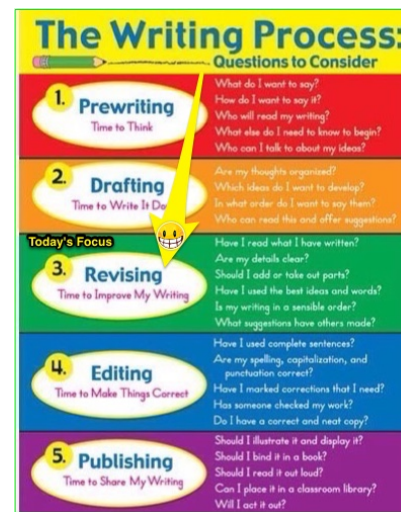 The Writing Process:
Questions to Consider
1.
Prewriting
Time to Think
What do I want to say?
How do I want to say it?
Who will read my writing?
What else do I need to know to begin?
Who can I talk to about my ideas?
2.
Drafting
Time to Write It Do
Are my thoughts organized?
Which ideas do I want to develop?
In what order do I want to say them?
Who can read this and offer suggestions?
Today's Focus
3.
Revising
Time to Improve My Writing
Have I read what I have written?
Are my details clear?
Should I add or take out parts?
Have I used the best ideas and words?
Is my writing in a sensible order?
What suggestions have others made?
4.
Editing
Time to Make Things Correct
Have I used complete sentences?
Are my spelling, capitalization, and
punctuation correct?
Have I marked corrections that I need?
Has someone checked my work?
Do I have a correct and neat copy?
5.
Publishing
Time to Share My Writing
Should I illustrate it and display it?
Should I bind it in a book?
Should I read it out loud?
Can I place it in a classroom library?
Will I act it out?